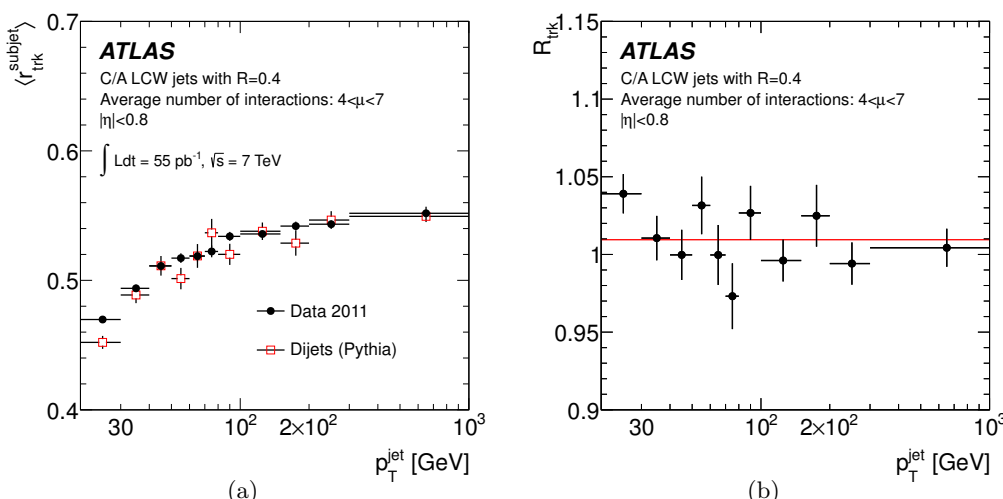 0.7
0.6
0.5
0.4
⟨r_trk^subjet⟩
ATLAS
C/A LCW jets with R=0.4
Average number of interactions: 4<μ<7
|η|<0.8
∫ Ldt = 55 pb⁻¹, √s = 7 TeV
Data 2011
Dijets (Pythia)
30 10² 2×10² 10³
p_T^jet [GeV]
(a)
1.15
1.1
1.05
1
0.95
0.9
R_trk
ATLAS
C/A LCW jets with R=0.4
Average number of interactions: 4<μ<7
|η|<0.8
30 10² 2×10² 10³
p_T^jet [GeV]
(b)